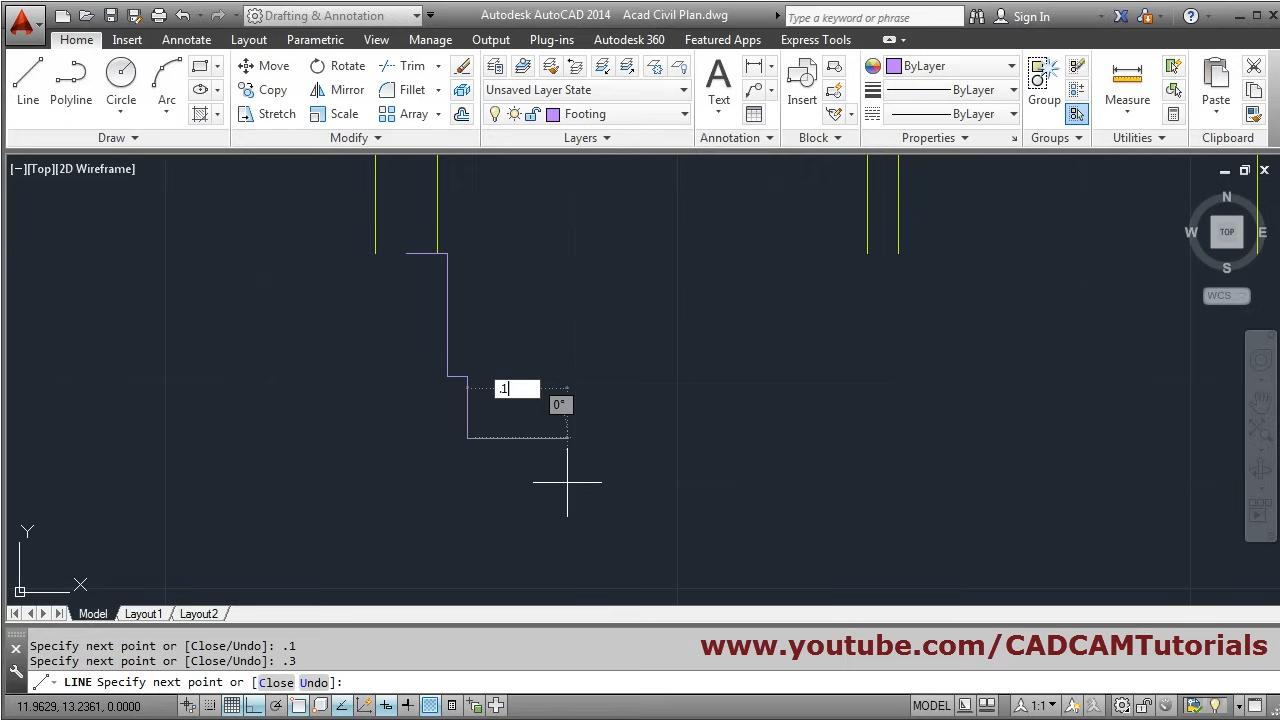 Drafting & Annotation
Autodesk AutoCAD 2014 Acad Civil Plan.dwg
Type a keyword or phrase
Sign In
Home Insert Annotate Layout Parametric View Manage Output Plug-ins Autodesk 360 Featured Apps Express Tools
Line
Polyline
Circle
Arc
Move
Rotate
Trim
Copy
Mirror
Fillet
Stretch
Scale
Array
Unsaved Layer State
Footing
Text
Insert
ByLayer
ByLayer
ByLayer
Group
Measure
Paste
Draw Modify Layers Annotation Block Properties Groups Utilities Clipboard
[−][Top][2D Wireframe]
N
W TOP E
S
WCS
.1
0°
Y
X
Model Layout1 Layout2
Specify next point or [Close/Undo]: .1
Specify next point or [Close/Undo]: .3
www.youtube.com/CADCAMTutorials
LINE Specify next point or [Close Undo]:
11.9629, 13.2361, 0.0000
MODEL
1:1